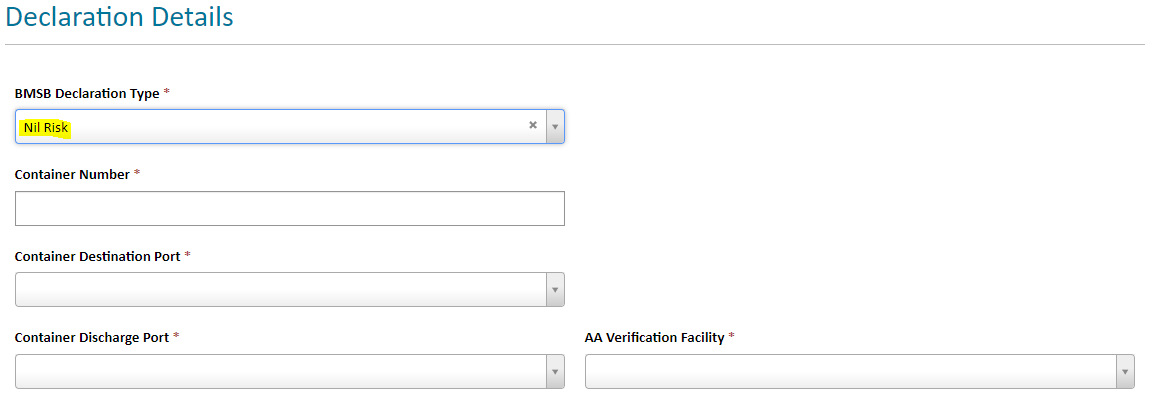 Declaration Details
BMSB Declaration Type *
Nil Risk
Container Number *
Container Destination Port *
Container Discharge Port *
AA Verification Facility *